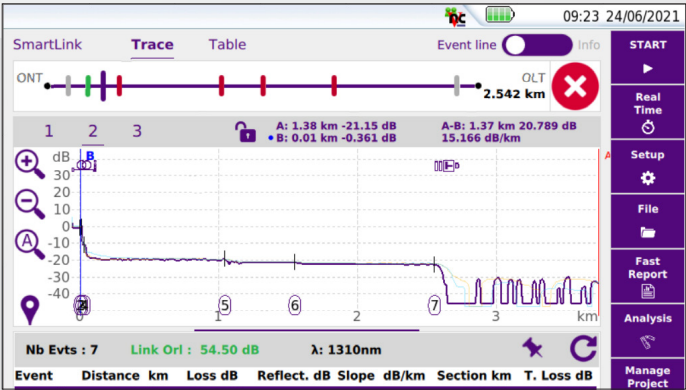 09:23 24/06/2021
SmartLink Trace Table Event line Info
START
ONT OLT
2.542 km
Real
Time
1 2 3
A: 1.38 km -21.15 dB A-B: 1.37 km 20.789 dB
B: 0.01 km -0.361 dB 15.166 dB/km
Setup
dB B A
30
20
10
0
-10
-20
-30
-40
A
File
Fast
Report
5 6 7
0 1 2 3 km
Analysis
Nb Evts : 7 Link Orl : 54.50 dB λ: 1310nm
Event Distance km Loss dB Reflect. dB Slope dB/km Section km T. Loss dB
Manage
Project